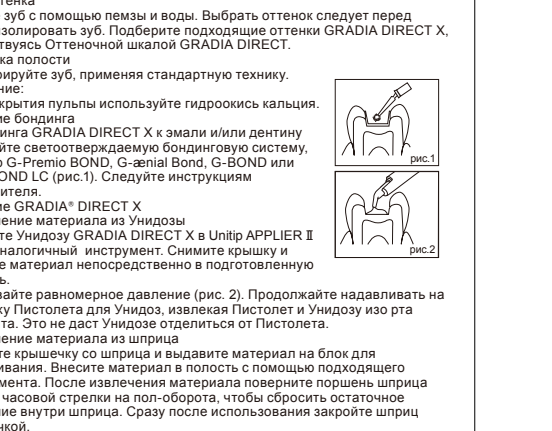 тенка
зуб с помощью пемзы и воды. Выбрать оттенок следует перед
изолировать зуб. Подберите подходящие оттенки GRADIA DIRECT X,
твуясь Оттеночной шкалой GRADIA DIRECT.
ка полости
рируйте зуб, применяя стандартную технику.
ние:
крытия пульпы используйте гидроокись кальция.
ие бондинга
инга GRADIA DIRECT X к эмали и/или дентину
йте светоотверждаемую бондинговую систему,
о G-Premio BOND, G-ænial Bond, G-BOND или
OND LC (рис.1). Следуйте инструкциям
ителя.
рис.1
ие GRADIA® DIRECT X
ение материала из Унидозы
те Унидозу GRADIA DIRECT X в Unitip APPLIER II
налогичный инструмент. Снимите крышку и
е материал непосредственно в подготовленную
ь.
рис.2
вайте равномерное давление (рис. 2). Продолжайте надавливать на
ку Пистолета для Унидоз, извлекая Пистолет и Унидозу изо рта
та. Это не даст Унидозе отделиться от Пистолета.
ение материала из шприца
те крышечку со шприца и выдавите материал на блок для
ивания. Внесите материал в полость с помощью подходящего
мента. После извлечения материала поверните поршень шприца
часовой стрелки на пол-оборота, чтобы сбросить остаточное
ние внутри шприца. Сразу после использования закройте шприц
чкой.